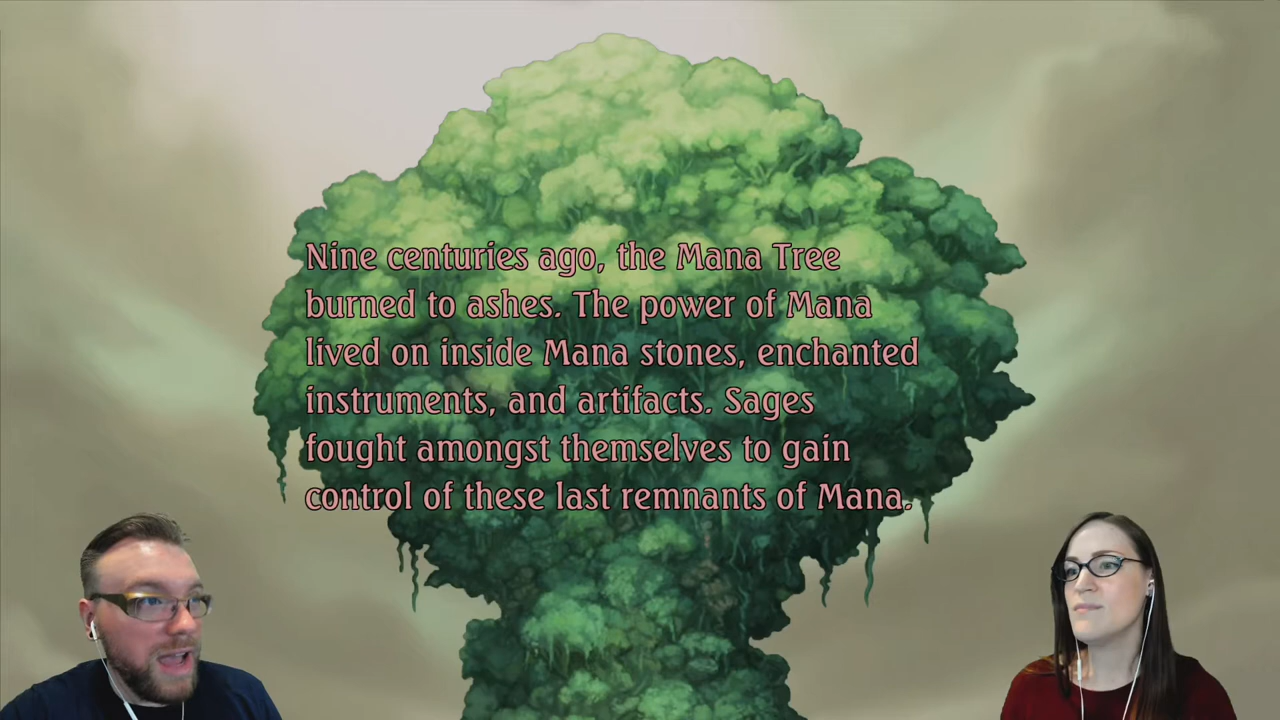 Nine centuries ago, the Mana Tree
burned to ashes. The power of Mana
lived on inside Mana stones, enchanted
instruments, and artifacts. Sages
fought amongst themselves to gain
control of these last remnants of Mana.